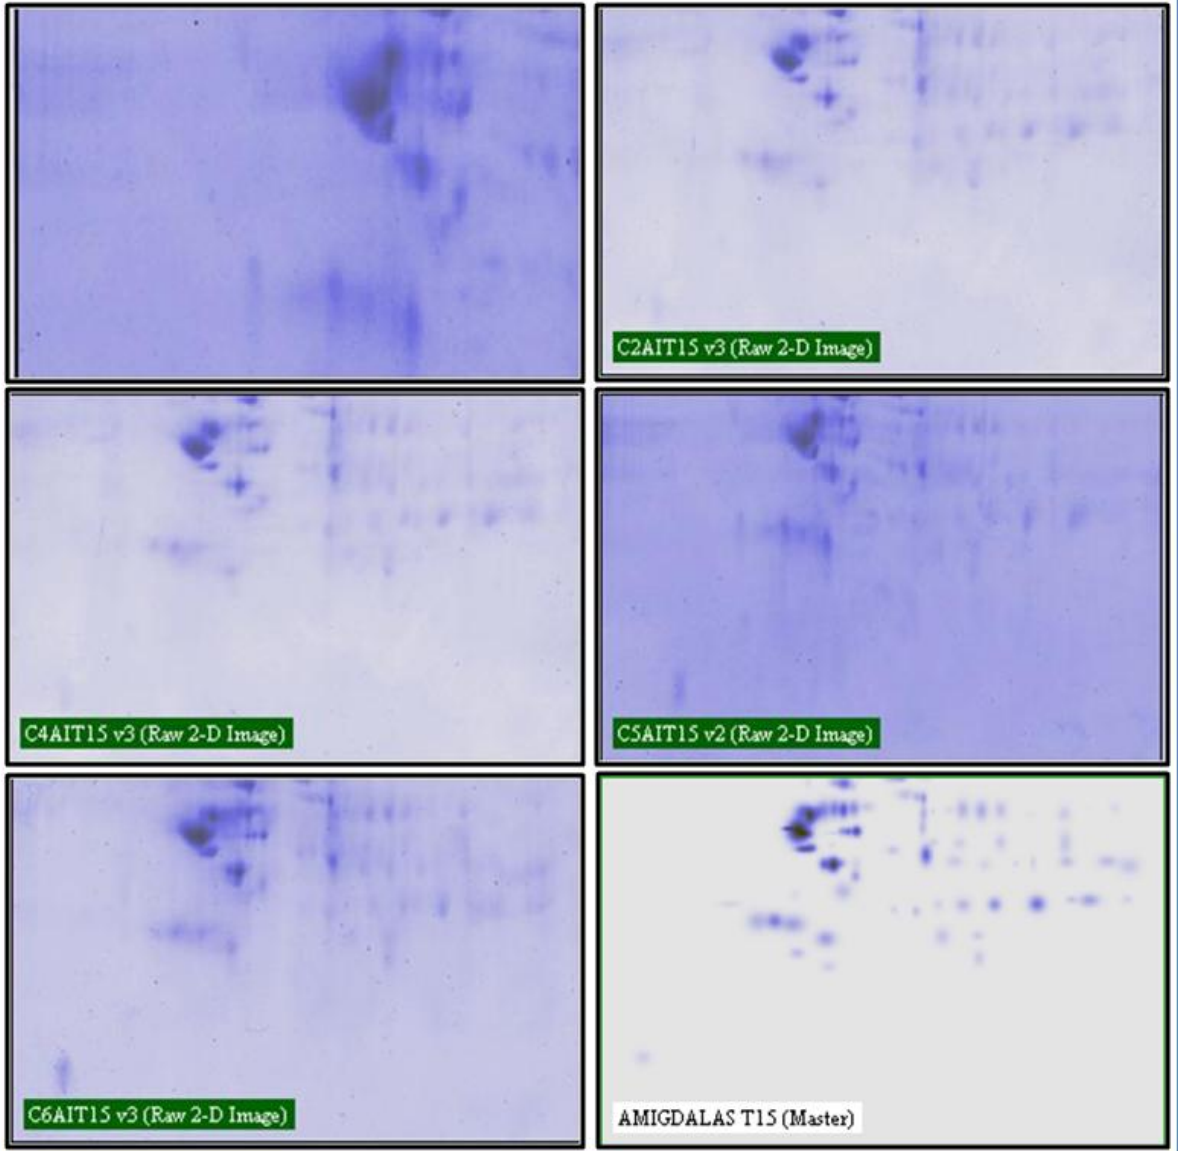 C2AIT15 v3 (Raw 2-D Image)
C4AIT15 v3 (Raw 2-D Image)
C5AIT15 v2 (Raw 2-D Image)
C6AIT15 v3 (Raw 2-D Image)
AMIGDALAS T15 (Master)